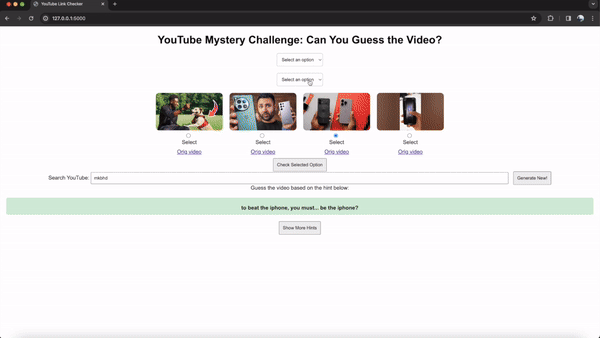 YouTube Link Checker
127.0.0.1:5000
YouTube Mystery Challenge: Can You Guess the Video?
Select an option
Select an option
Select Select Select Select
Orig video Orig video Orig video Orig video
Check Selected Option
Search YouTube: mkbhd Generate New!
Guess the video based on the hint below:
to beat the iphone, you must... be the iphone?
Show More Hints